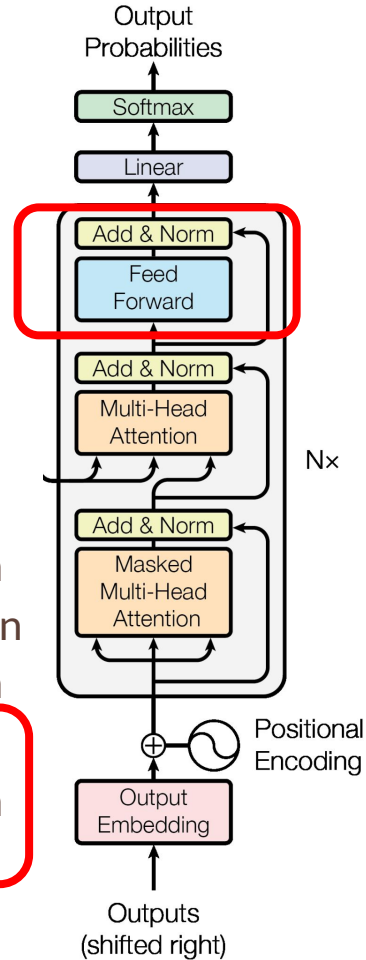 Output
Probabilities
Softmax
Linear
Add & Norm
Feed
Forward
Add & Norm
Multi-Head
Attention
N×
Add & Norm
Masked
Multi-Head
Attention
Positional
Encoding
Output
Embedding
Outputs
(shifted right)